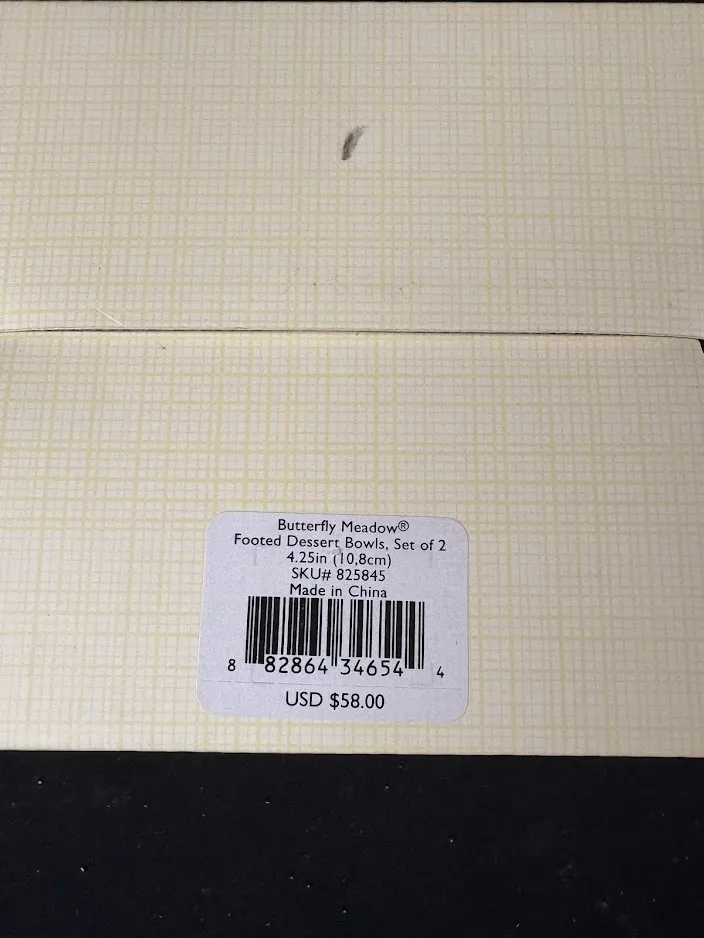 Butterfly Meadow®
Footed Dessert Bowls, Set of 2
4.25in (10,8cm)
SKU# 825845
Made in China
8 82864 34654 4
USD $58.00